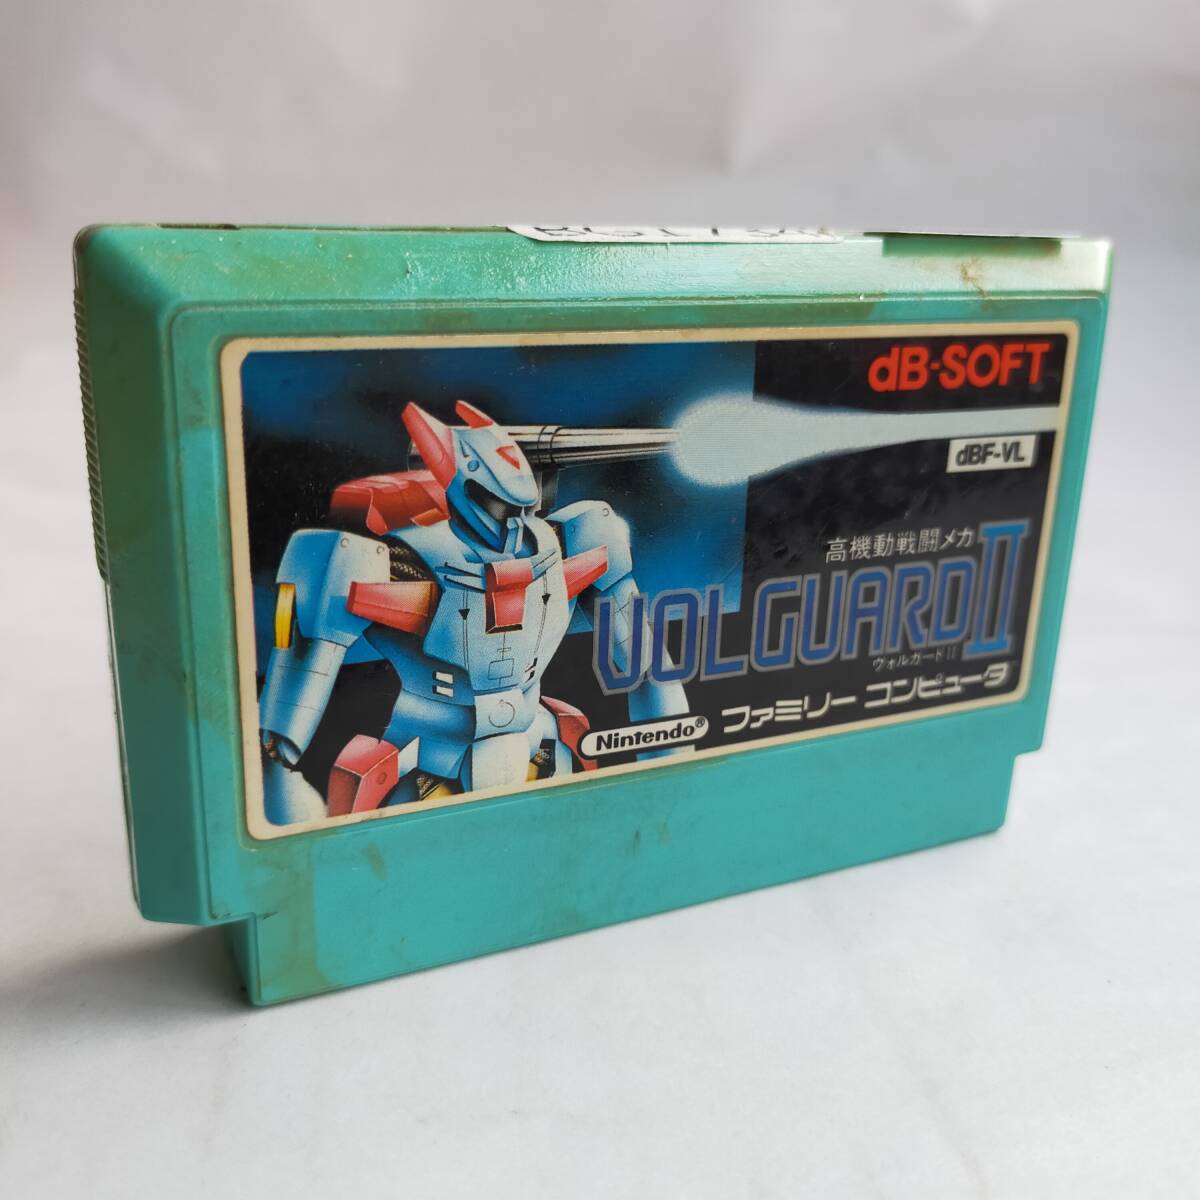 dB-SOFT
dBF-VL
高機動戦闘メカ
VOLGUARD II
ヴォルガードII
Nintendo®
ファミリー コンピュータ